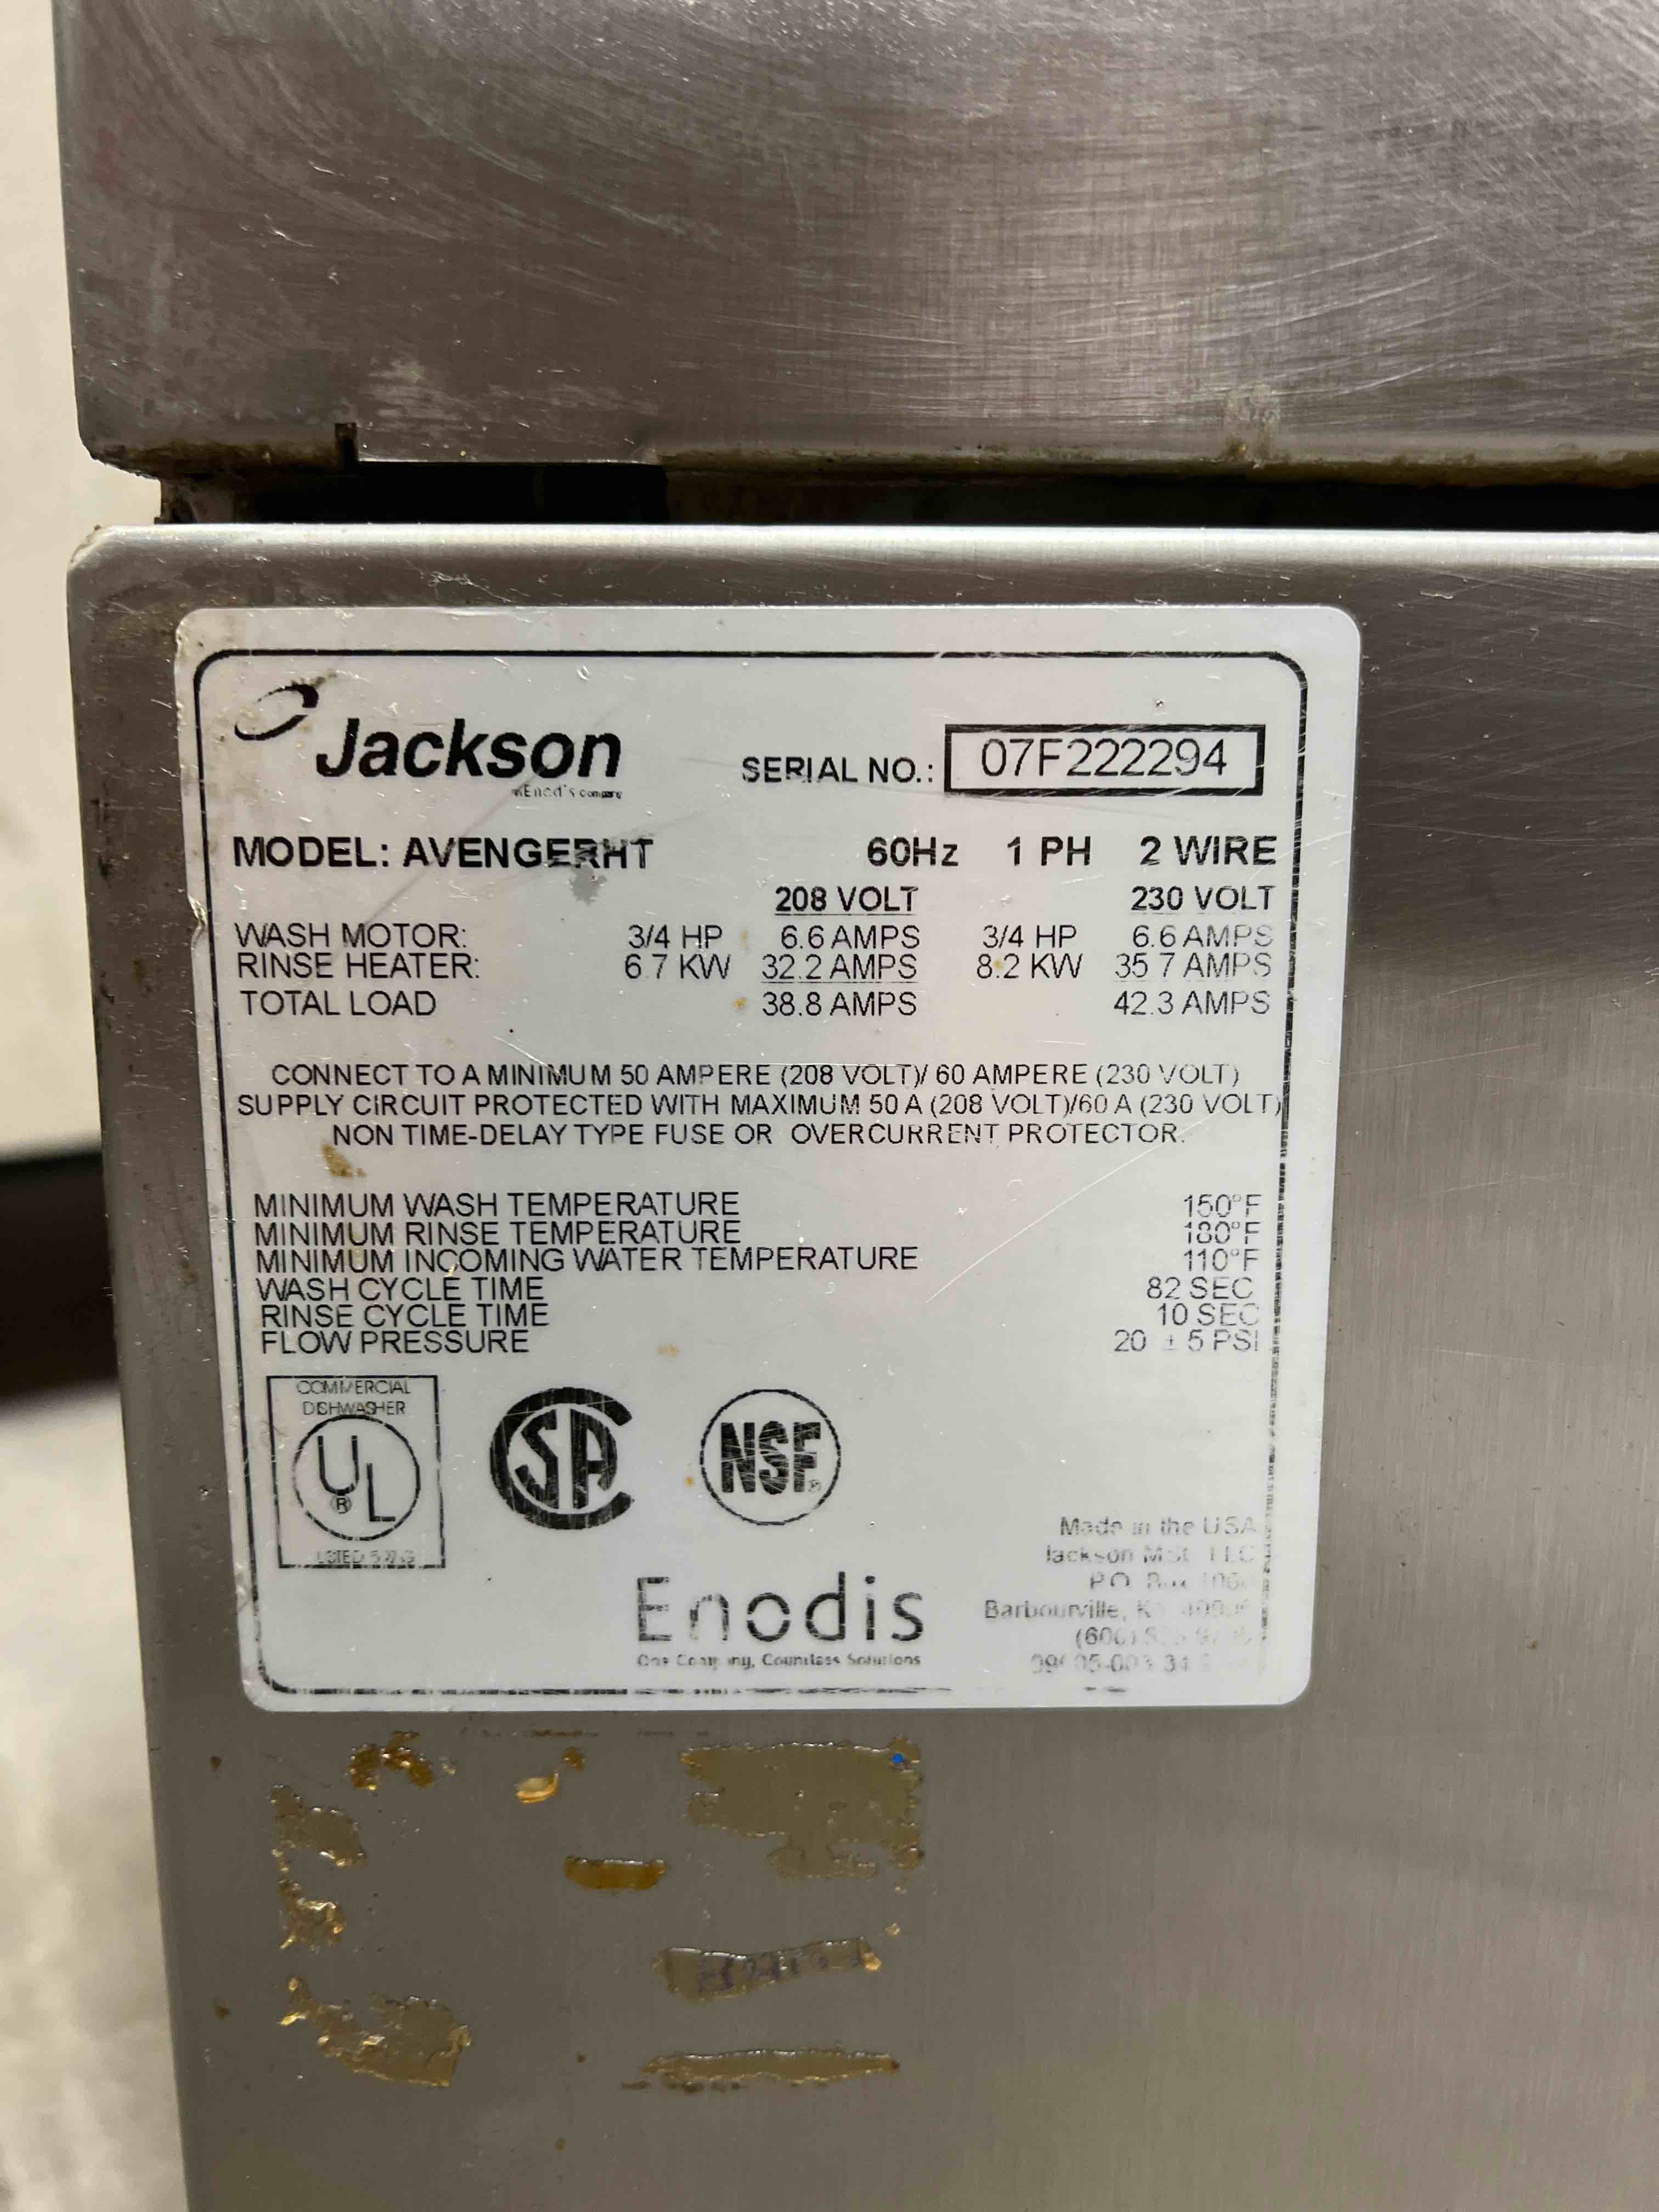 Jackson
SERIAL NO.: 07F222294
MODEL: AVENGERHT 60Hz 1 PH 2 WIRE
208 VOLT 230 VOLT
WASH MOTOR: 3/4 HP 6.6 AMPS 3/4 HP 6.6 AMPS
RINSE HEATER: 6.7 KW 32.2 AMPS 8.2 KW 35.7 AMPS
TOTAL LOAD 38.8 AMPS 42.3 AMPS
CONNECT TO A MINIMUM 50 AMPERE (208 VOLT)/ 60 AMPERE (230 VOLT)
SUPPLY CIRCUIT PROTECTED WITH MAXIMUM 50 A (208 VOLT)/60 A (230 VOLT)
NON TIME-DELAY TYPE FUSE OR OVERCURRENT PROTECTOR.
MINIMUM WASH TEMPERATURE 150°F
MINIMUM RINSE TEMPERATURE 180°F
MINIMUM INCOMING WATER TEMPERATURE 110°F
WASH CYCLE TIME 82 SEC
RINSE CYCLE TIME 10 SEC
FLOW PRESSURE 20 ± 5 PSI
COMMERCIAL
DISHWASHER
UL ®
LISTED
CSA
NSF®
Made in the USA
Jackson MSC LLC
P.O. Box
Barbourville,
Enodis
One Company, Countless Solutions